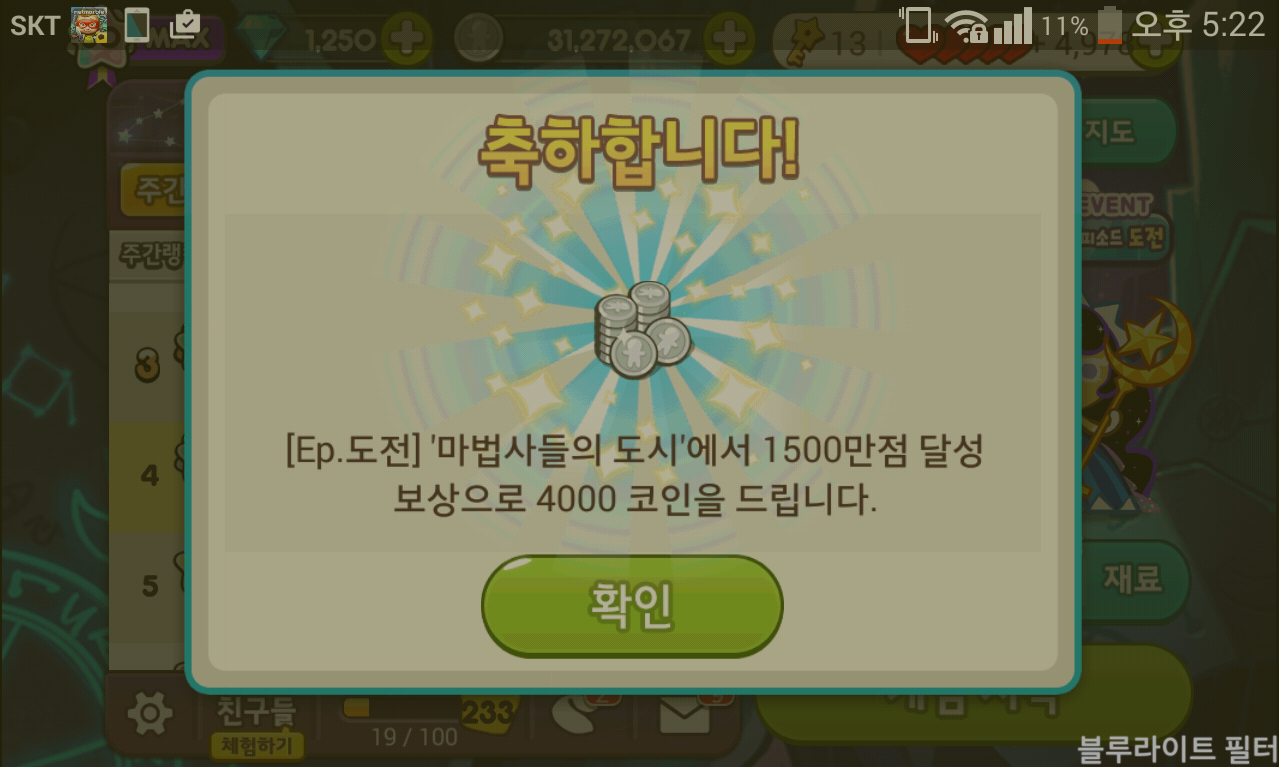 SKT
11% 오후 5:22
MAX 1,250 31,272,067 13
지도
축하합니다!
주간
EVENT
피소드 도전
주간랭
3
[Ep.도전] '마법사들의 도시'에서 1500만점 달성
보상으로 4000 코인을 드립니다.
4
5
확인
재료
친구들
체험하기
233
19 / 100
블루라이트 필터